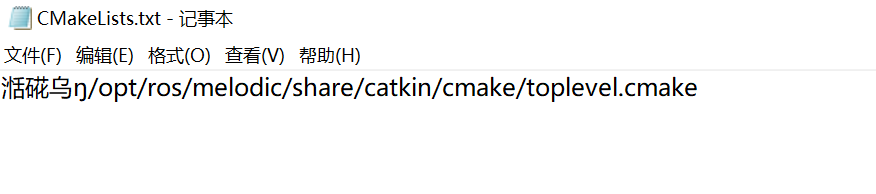 CMakeLists.txt - 记事本
文件(F) 编辑(E) 格式(O) 查看(V) 帮助(H)
湉硴乌ŋ/opt/ros/melodic/share/catkin/cmake/toplevel.cmake